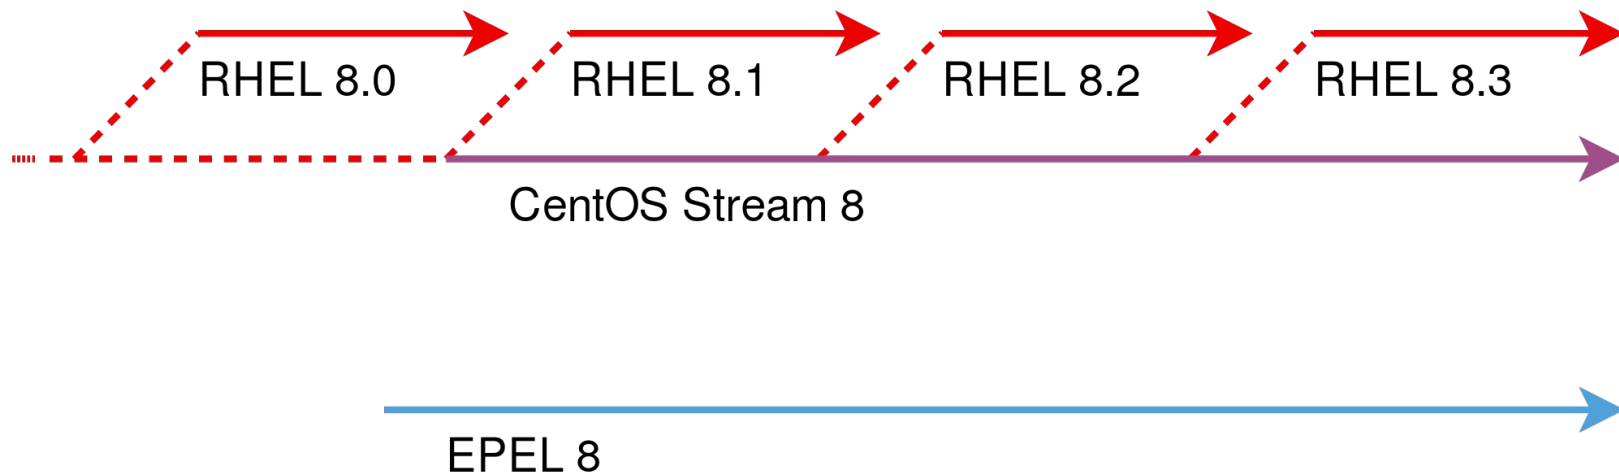 RHEL 8.0
RHEL 8.1
RHEL 8.2
RHEL 8.3
CentOS Stream 8
EPEL 8